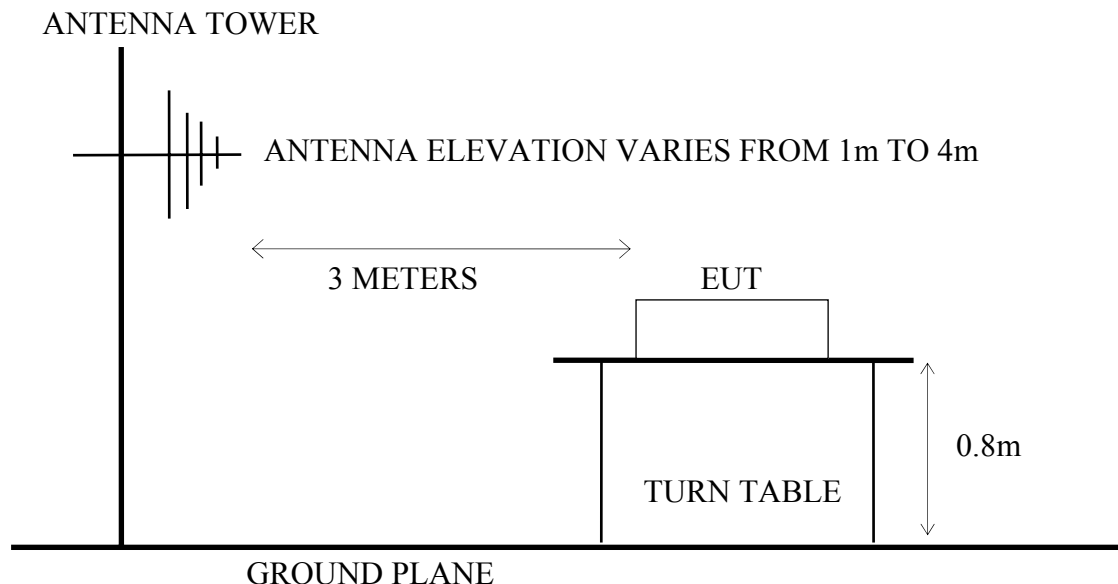 ANTENNA TOWER
ANTENNA ELEVATION VARIES FROM 1m TO 4m
3 METERS
EUT
0.8m
TURN TABLE
GROUND PLANE